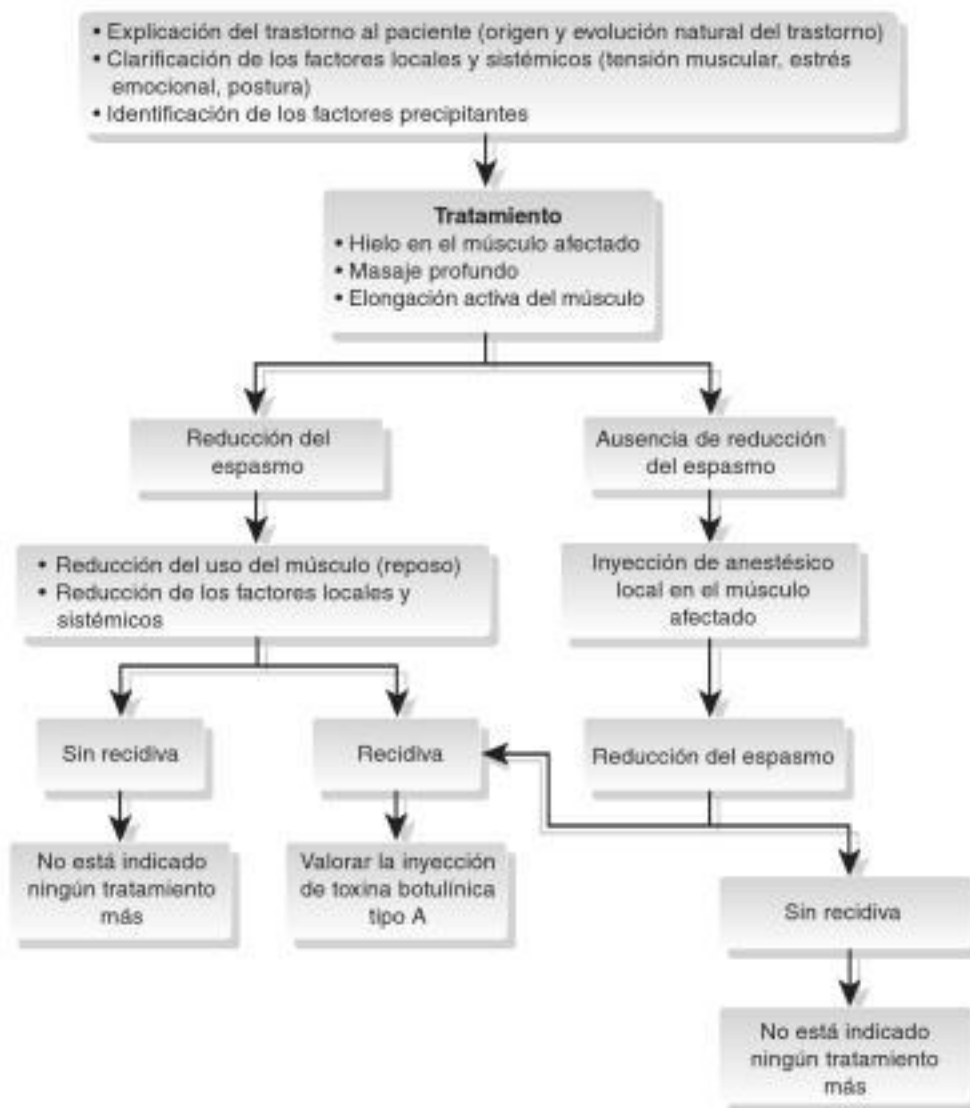 • Explicación del trastorno al paciente (origen y evolución natural del trastorno)
• Clarificación de los factores locales y sistémicos (tensión muscular, estrés
emocional, postura)
• Identificación de los factores precipitantes
Tratamiento
• Hielo en el músculo afectado
• Masaje profundo
• Elongación activa del músculo
Reducción del
espasmo
Ausencia de reducción
del espasmo
• Reducción del uso del músculo (reposo)
• Reducción de los factores locales y
sistémicos
Inyección de anestésico
local en el músculo
afectado
Sin recidiva
Recidiva
Reducción del espasmo
No está indicado
ningún tratamiento
más
Valorar la inyección
de toxina botulínica
tipo A
Sin recidiva
No está indicado
ningún tratamiento
más